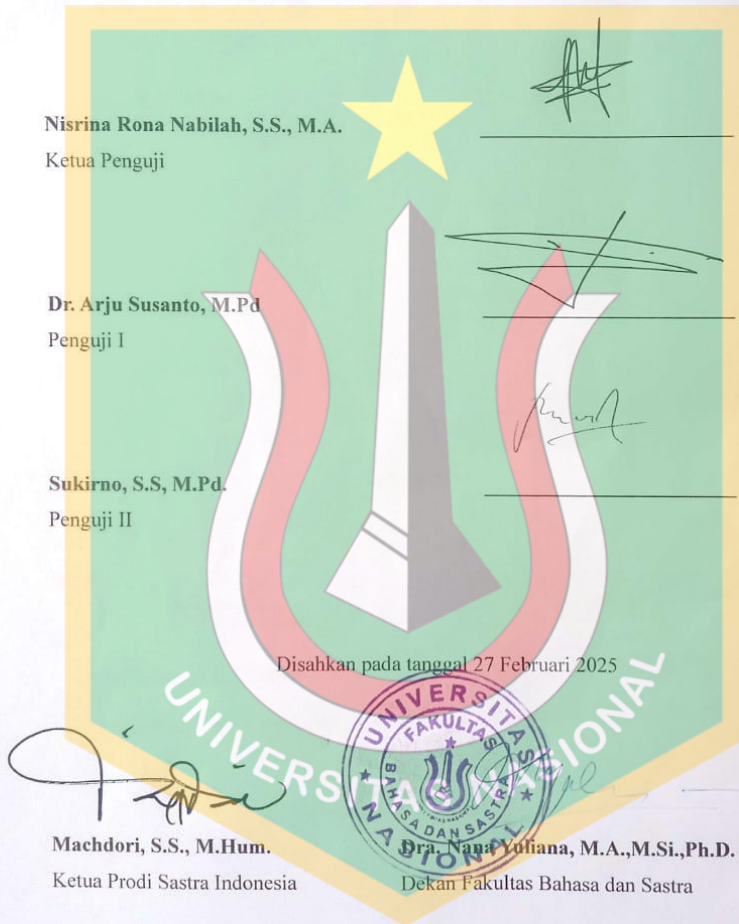 Nisrina Rona Nabilah, S.S., M.A.
Ketua Penguji
Dr. Arju Susanto, M.Pd
Penguji I
Sukirno, S.S, M.Pd.
Penguji II
Disahkan pada tanggal 27 Februari 2025
UNIVERSITAS NASIONAL
UNIVERSITAS NASIONAL
FAKULTAS
BAHASA DAN SASTRA
Machdori, S.S., M.Hum.
Ketua Prodi Sastra Indonesia
Dra. Nana Yuliana, M.A.,M.Si.,Ph.D.
Dekan Fakultas Bahasa dan Sastra